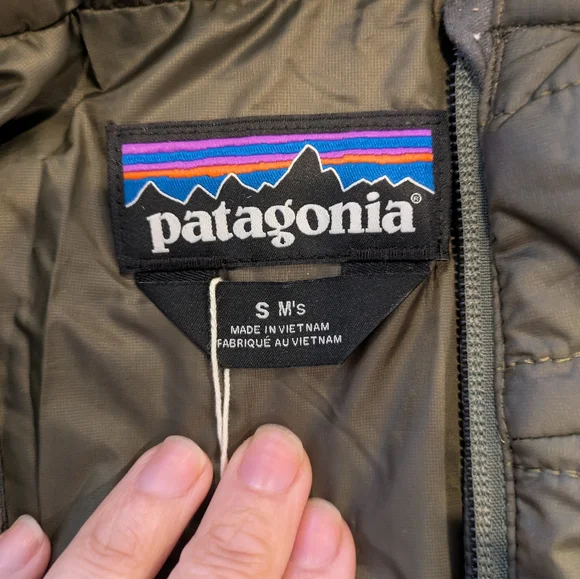 patagonia®
S M's
MADE IN VIETNAM
FABRIQUÉ AU VIETNAM